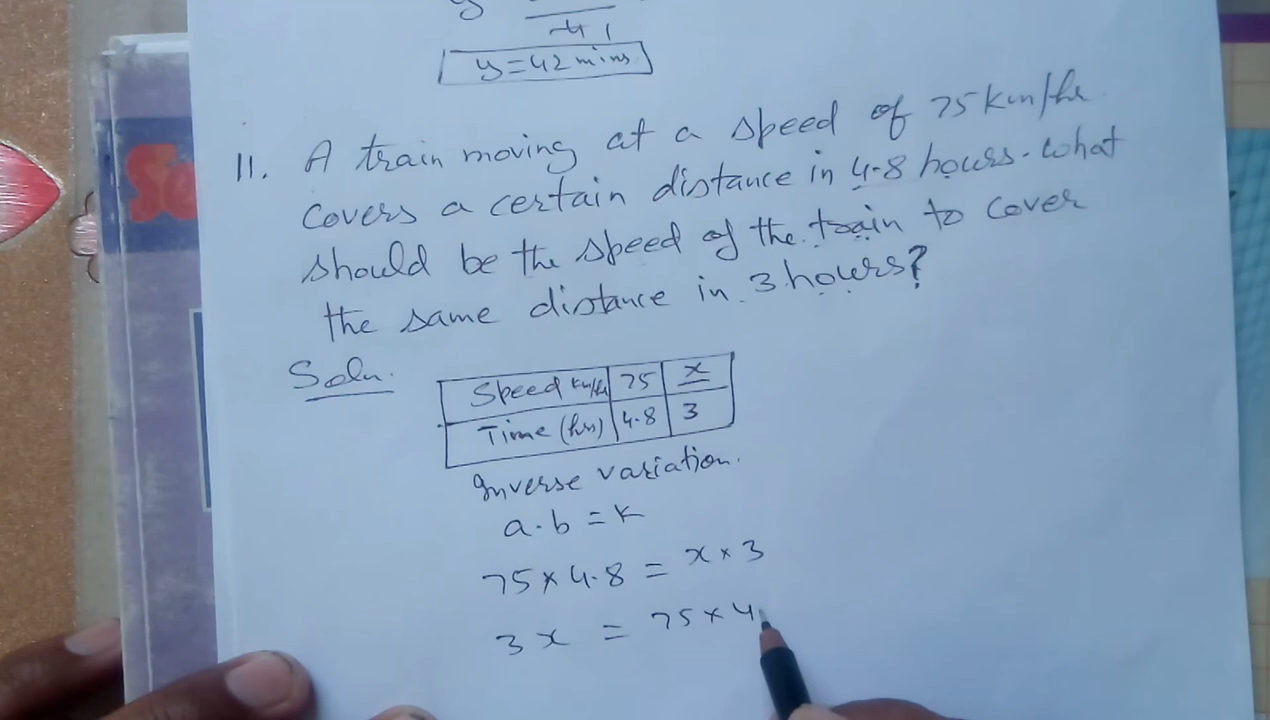 y
41
y=42 mins
11. A train moving at a speed of 75 km/hr
covers a certain distance in 4.8 hours. What
should be the speed of the train to cover
the same distance in 3 hours?
Soln.
Speed km/hr 75 x
Time (hrs) 4.8 3
Inverse variation.
a.b = k
75 × 4.8 = x × 3
3x = 75 × 4